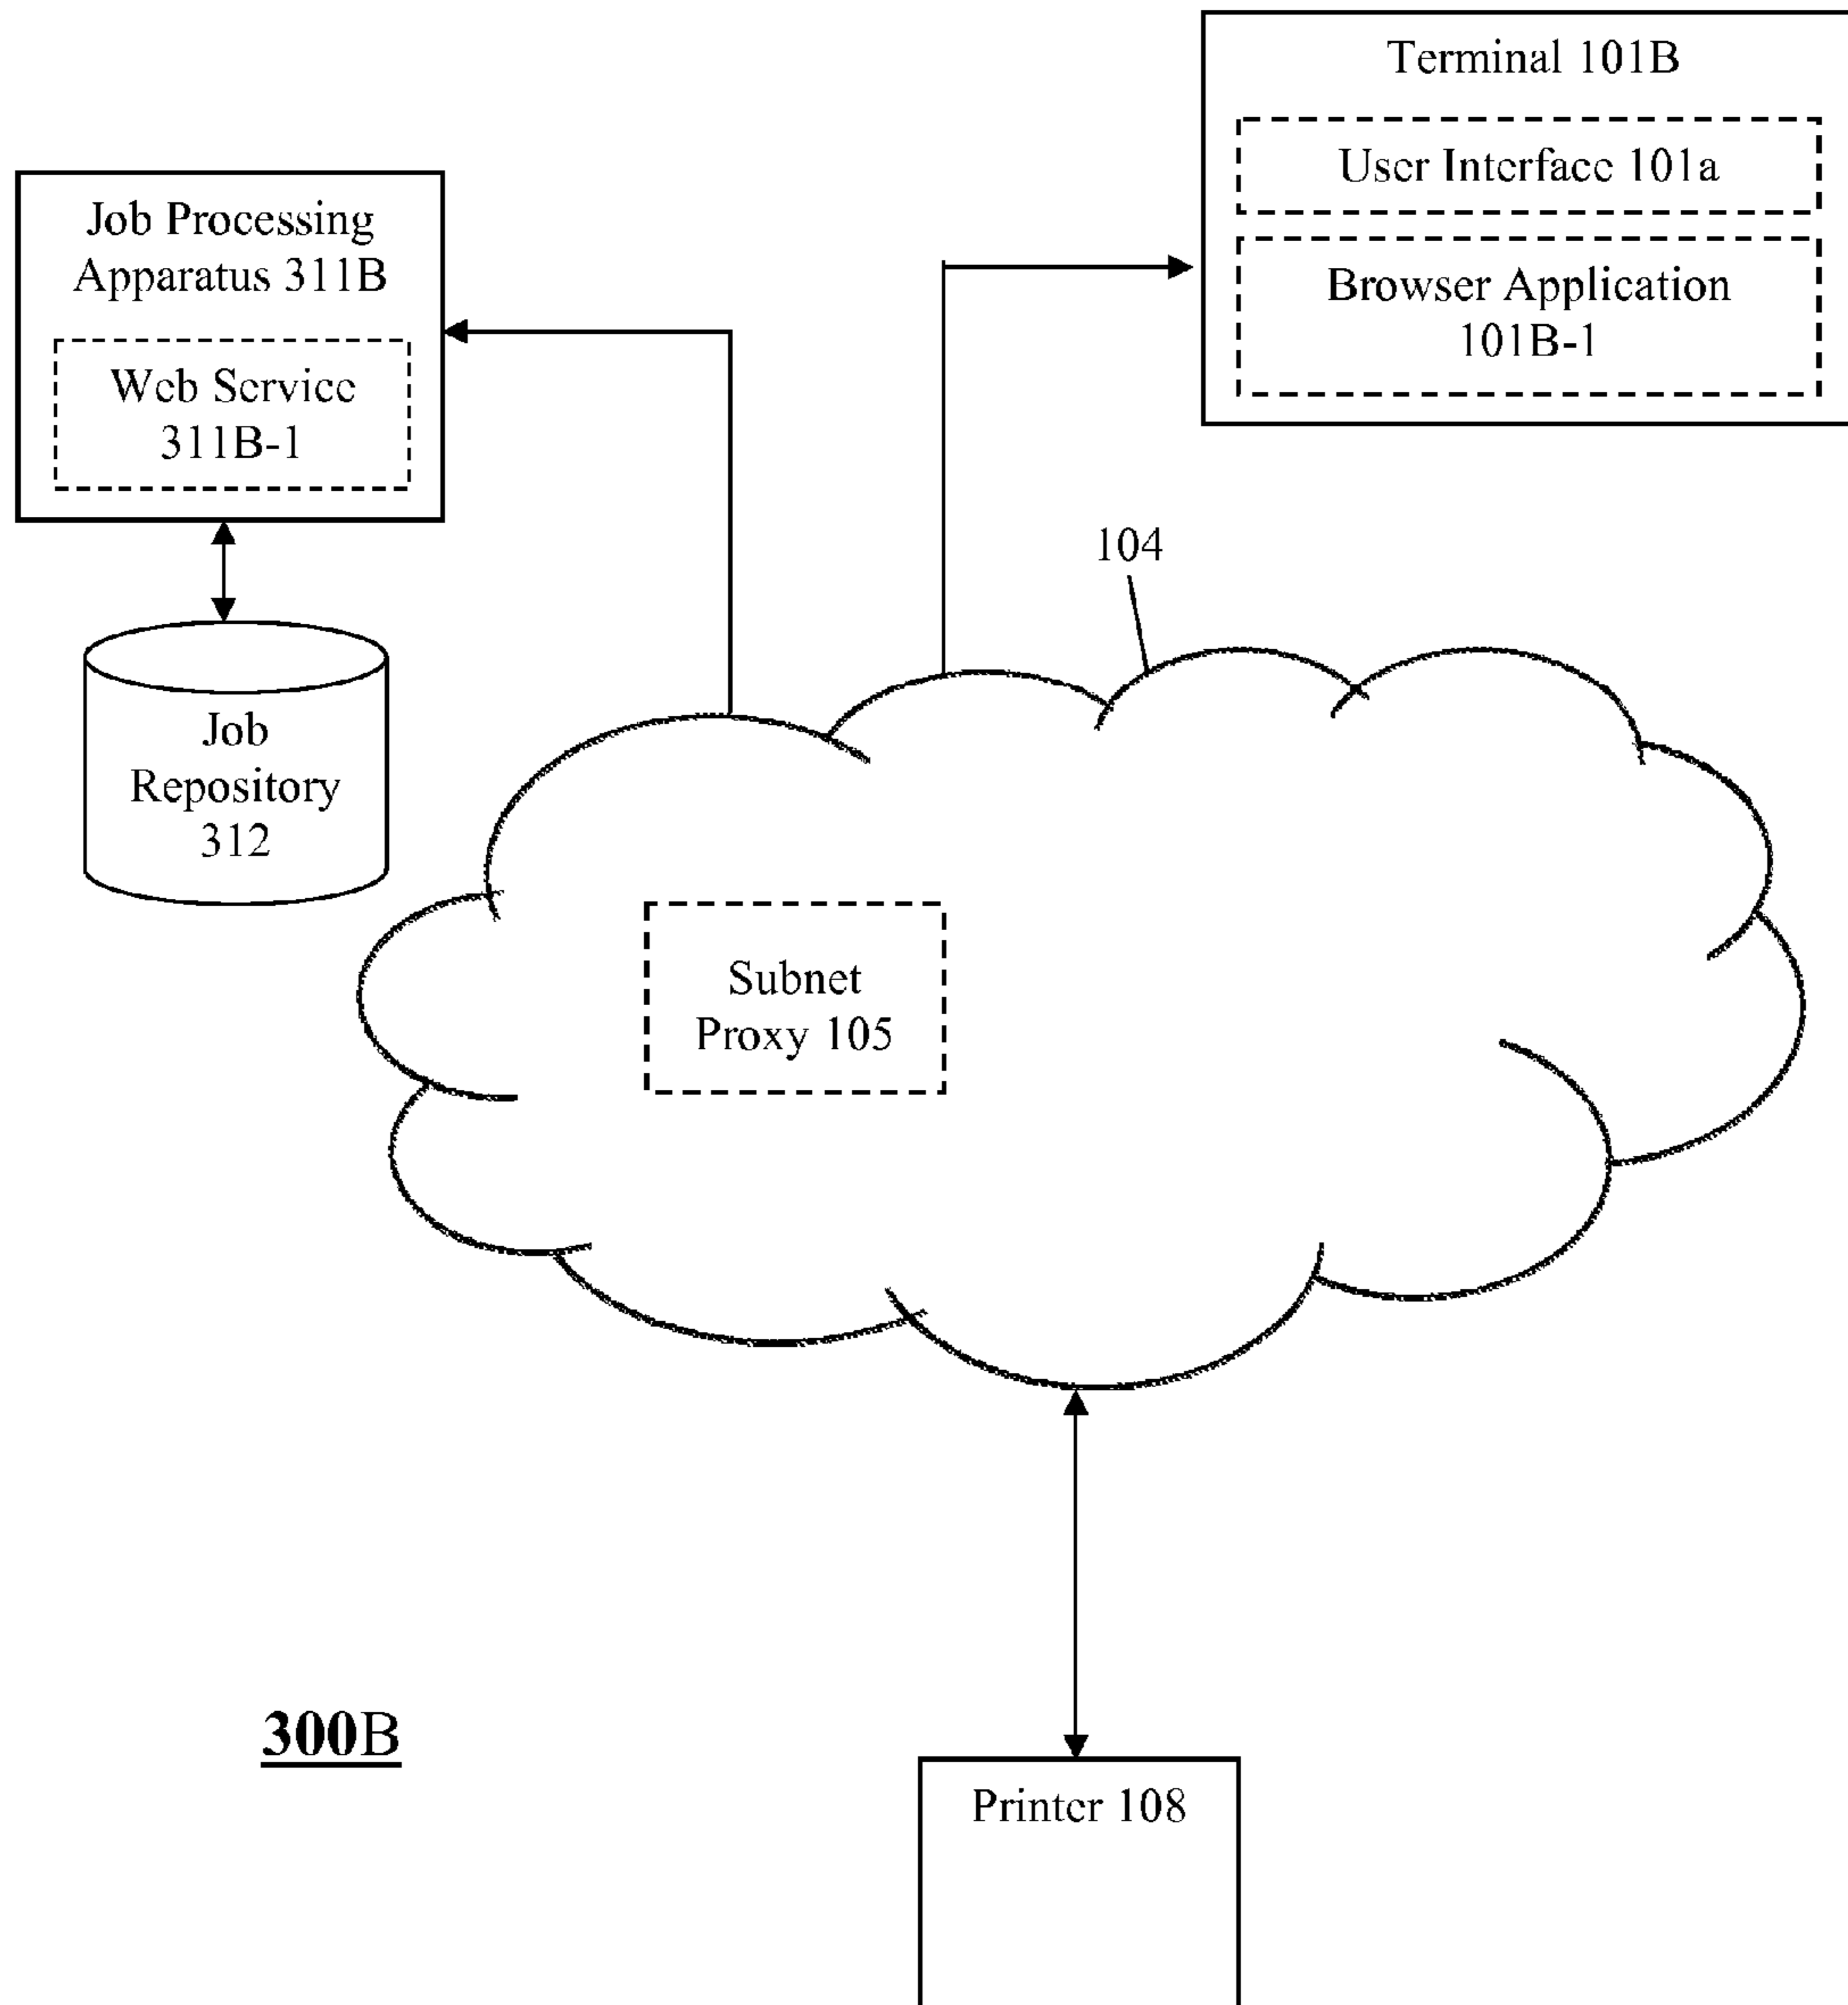 Terminal 101B
User Interface 101a
Browser Application
101B-1
Job Processing
Apparatus 311B
Web Service
311B-1
104
Job
Repository
312
Subnet
Proxy 105
300B
Printer 108